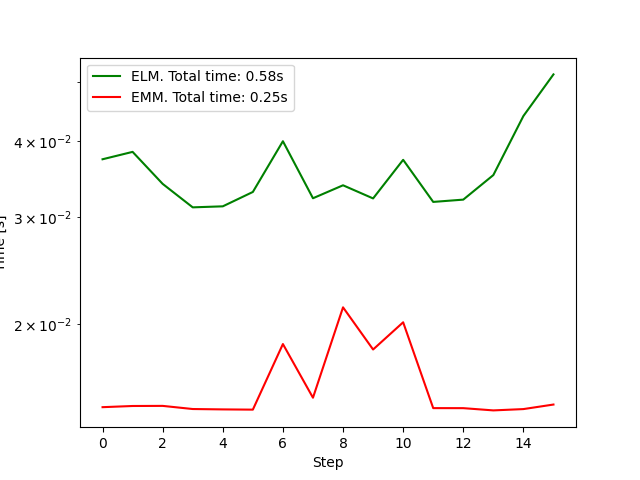 ELM. Total time: 0.58s
EMM. Total time: 0.25s
4 × 10⁻²
3 × 10⁻²
2 × 10⁻²
[s]
0 2 4 6 8 10 12 14
Step